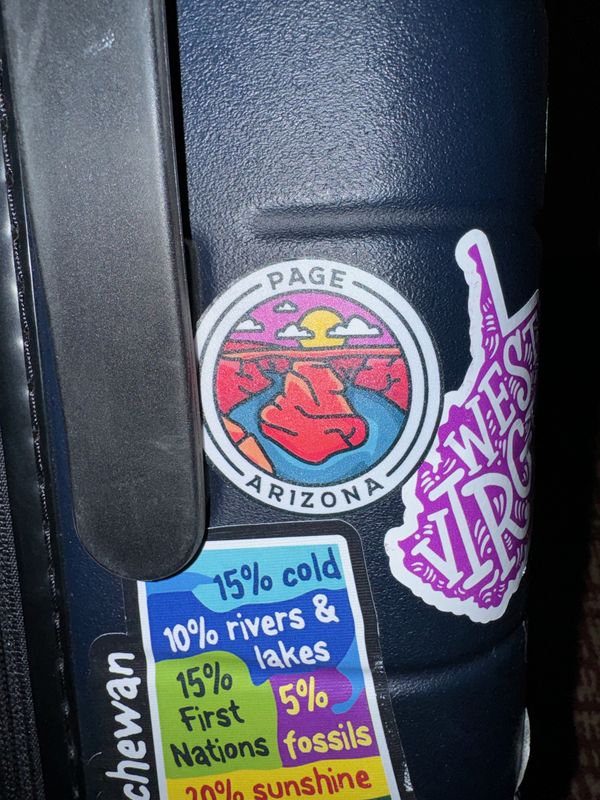 PAGE
ARIZONA
WEST
VIRG
15% cold
10% rivers &
lakes
15%
First
Nations
5%
fossils
20% sunshine
chewan